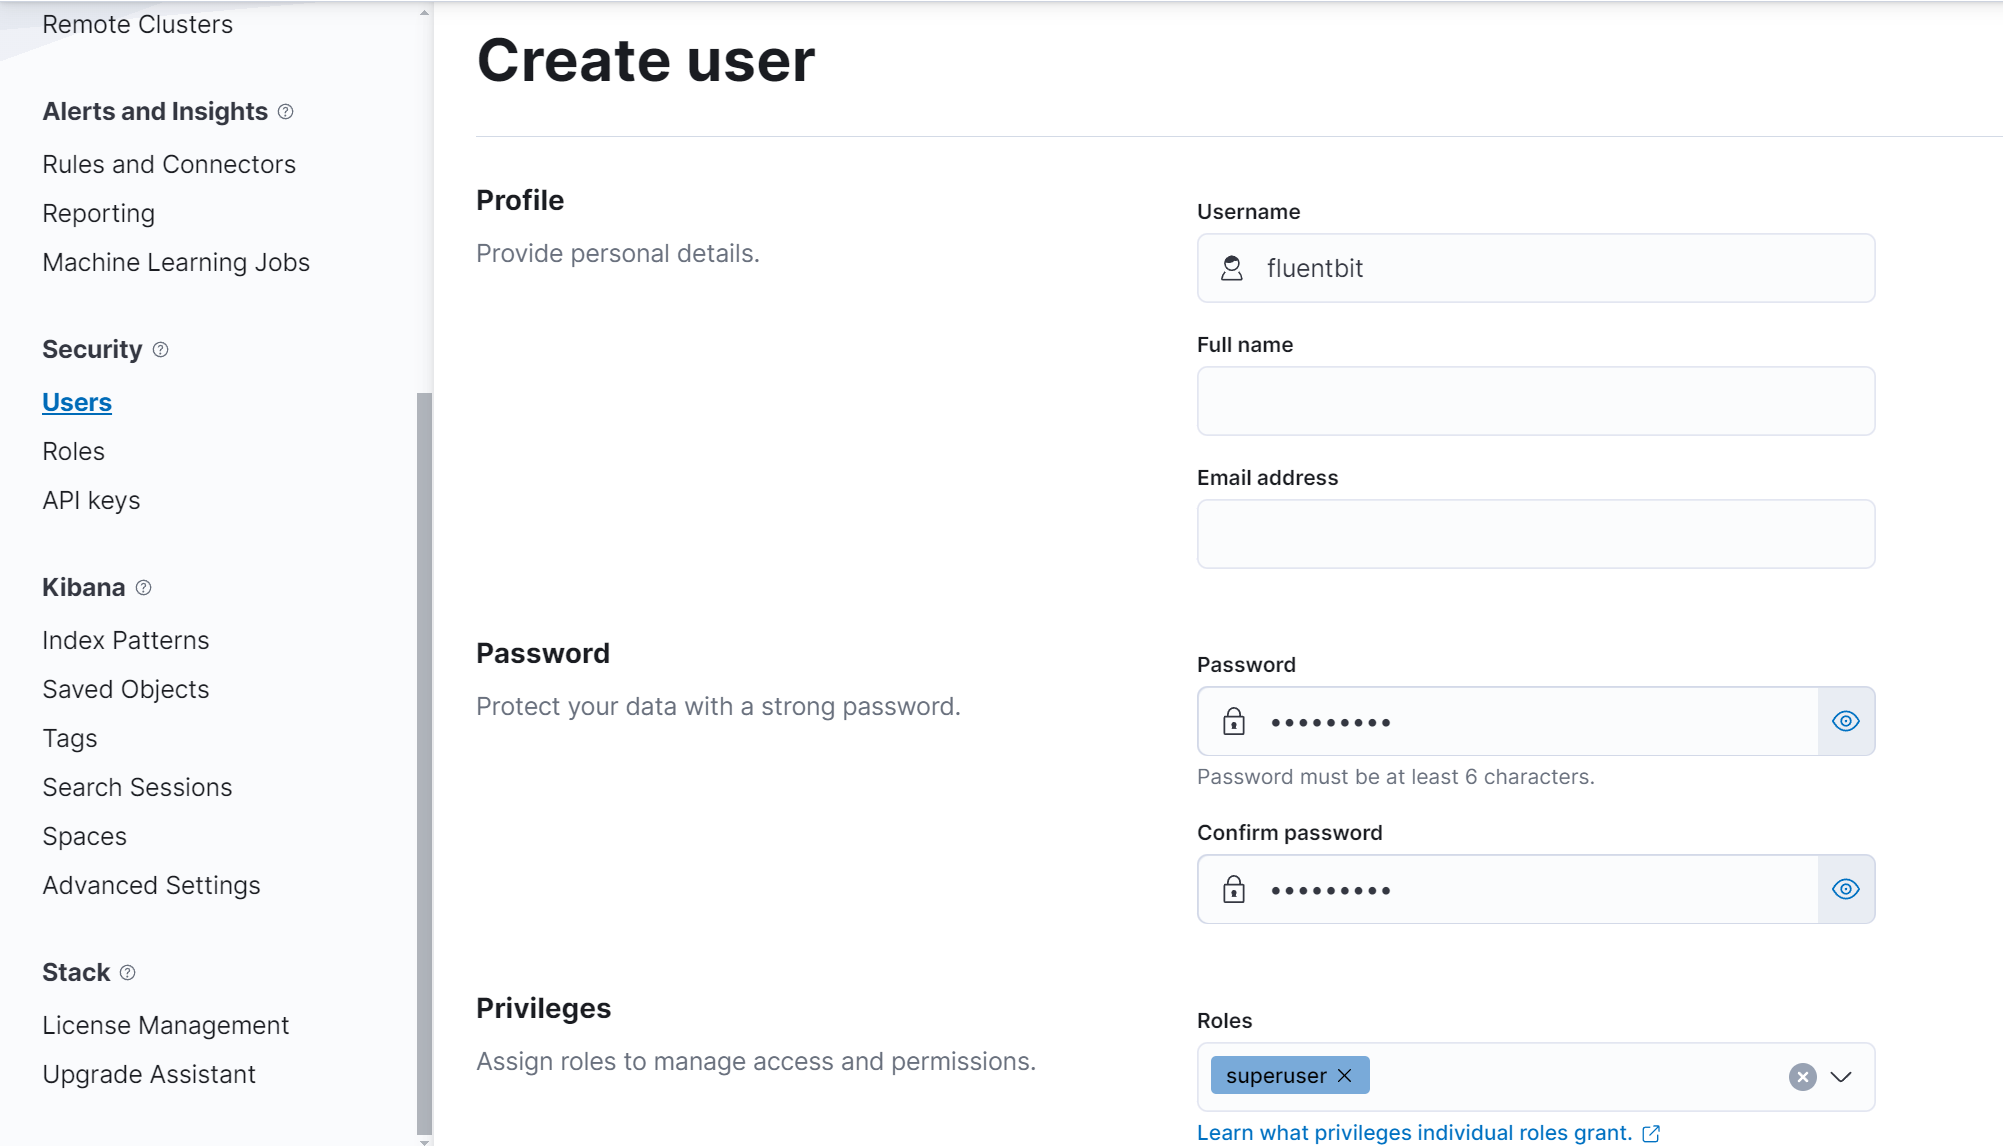 Remote Clusters
Alerts and Insights
Rules and Connectors
Reporting
Machine Learning Jobs
Security
Users
Roles
API keys
Kibana
Index Patterns
Saved Objects
Tags
Search Sessions
Spaces
Advanced Settings
Stack
License Management
Upgrade Assistant
Create user
Profile
Provide personal details.
Username
fluentbit
Full name
Email address
Password
Protect your data with a strong password.
Password
•••••••••
Password must be at least 6 characters.
Confirm password
•••••••••
Privileges
Assign roles to manage access and permissions.
Roles
superuser
Learn what privileges individual roles grant.